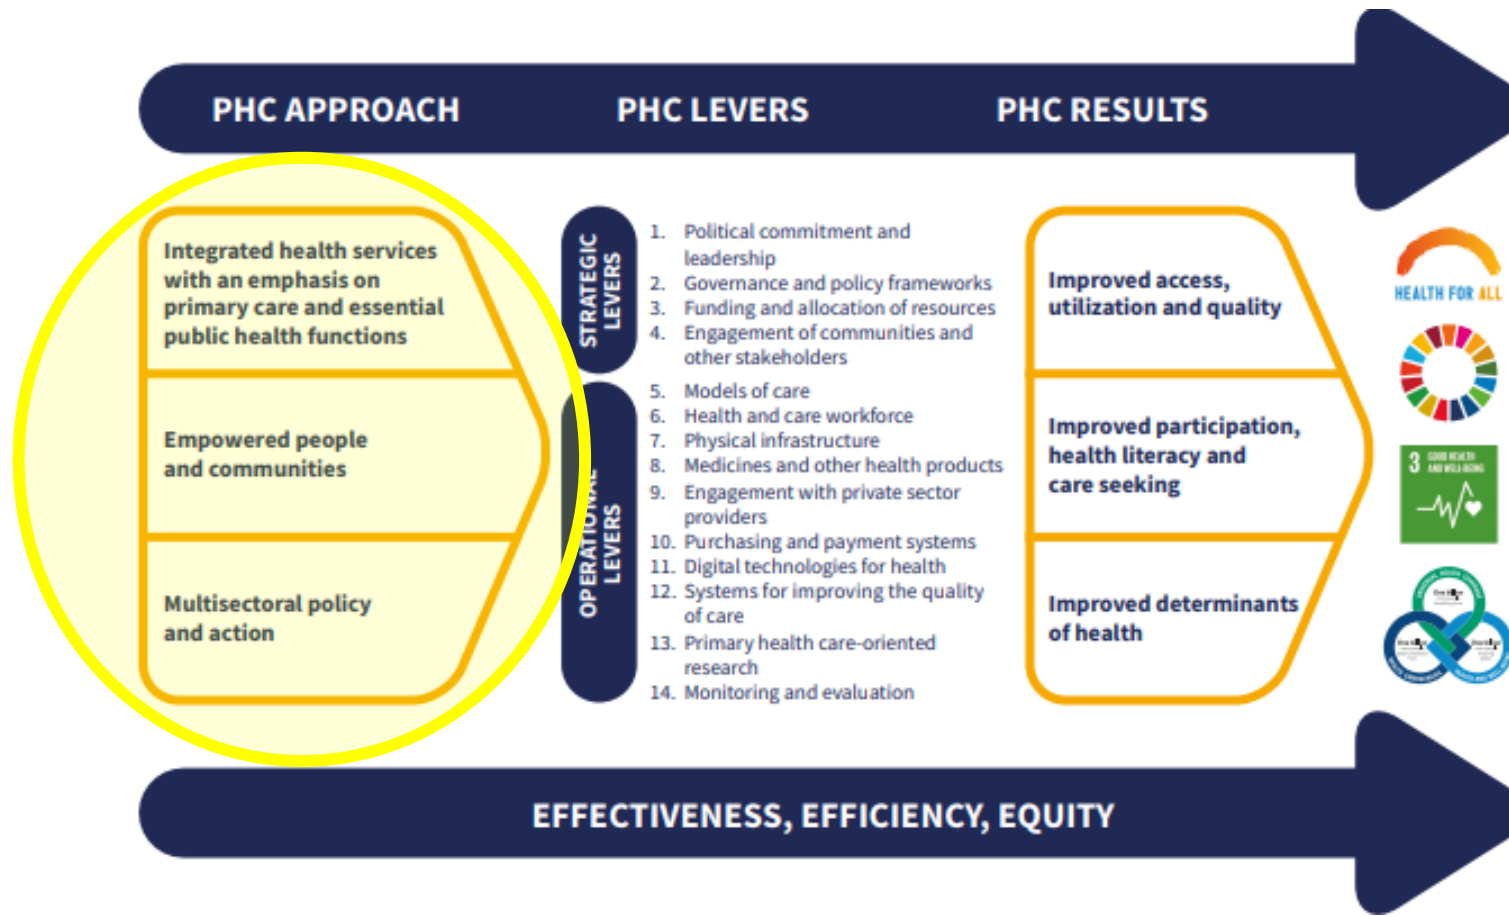 PHC APPROACH
PHC LEVERS
PHC RESULTS
Integrated health services
with an emphasis on
primary care and essential
public health functions
Empowered people
and communities
Multisectoral policy
and action
STRATEGIC
LEVERS
1. Political commitment and
leadership
2. Governance and policy frameworks
3. Funding and allocation of resources
4. Engagement of communities and
other stakeholders
OPERATIONAL
LEVERS
5. Models of care
6. Health and care workforce
7. Physical infrastructure
8. Medicines and other health products
9. Engagement with private sector
providers
10. Purchasing and payment systems
11. Digital technologies for health
12. Systems for improving the quality
of care
13. Primary health care-oriented
research
14. Monitoring and evaluation
Improved access,
utilization and quality
Improved participation,
health literacy and
care seeking
Improved determinants
of health
HEALTH FOR ALL
3 GOOD HEALTH
AND WELL-BEING
EFFECTIVENESS, EFFICIENCY, EQUITY